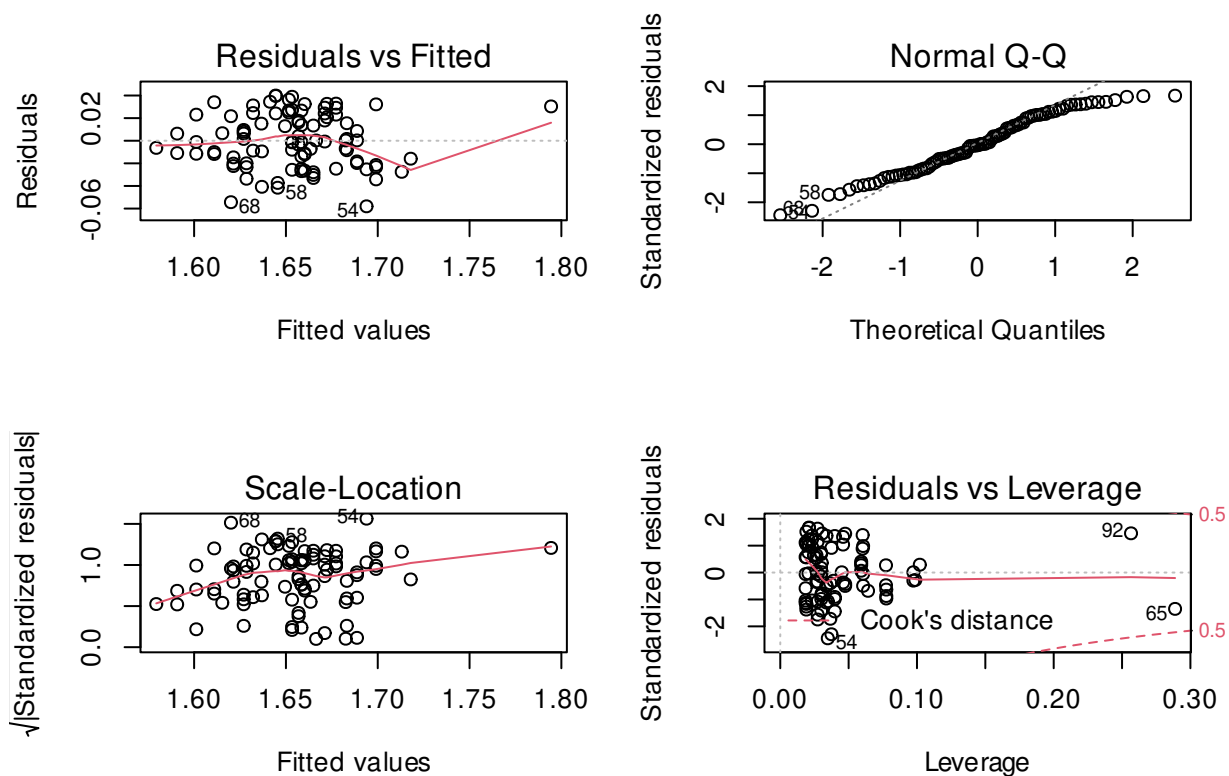 Residuals vs Fitted
Residuals
0.02
-0.06
58
68
54
1.60 1.65 1.70 1.75 1.80
Fitted values
Normal Q-Q
Standardized residuals
2
0
-2
58
68
54
-2 -1 0 1 2
Theoretical Quantiles
Scale-Location
√|Standardized residuals|
1.0
0.0
68
58
54
1.60 1.65 1.70 1.75 1.80
Fitted values
Residuals vs Leverage
Standardized residuals
2
0
-2
0.5
92
65
Cook's distance
54
0.5
0.00 0.10 0.20 0.30
Leverage